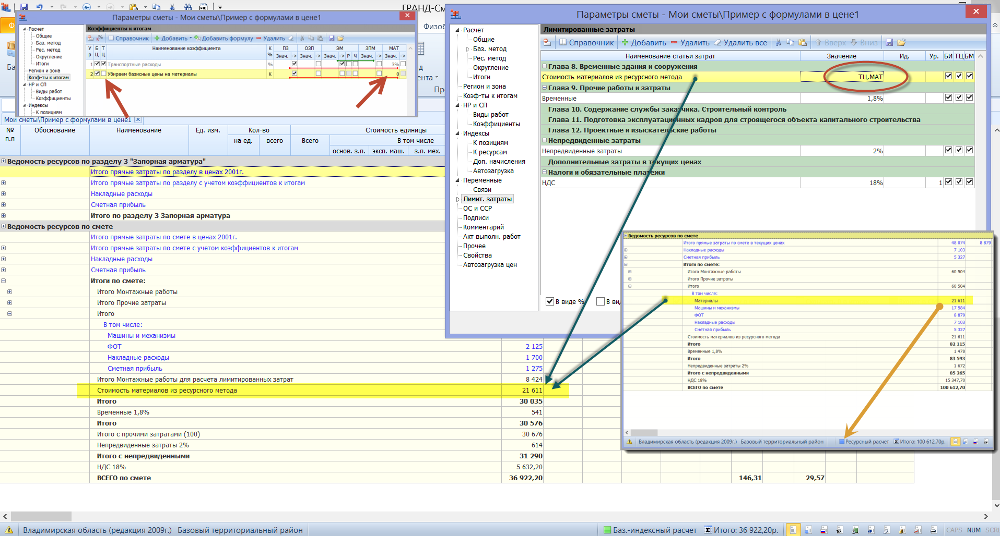 ГРАНД-См
Параметры сметы - Мои сметы\Пример с формулами в цене1
Расчет
Общие
Баз. метод
Рес. метод
Округление
Итоги
Регион и зона
Коэф-ты к итогам
НР и СП
Виды работ
Коэффициенты
Индексы
К позициям
Коэффициенты к итогам
Справочник Добавить Добавить формулу Удалить
У р Б Ц Т Ц Наименование коэффициента К % ПЗ ОЗП ЭМ ЗПМ МАТ
Знач. -> Знач. -> Знач. -> Р Ч Знач. -> Знач. ->
1 Транспортные расходы % 3%
2 Убираем базисные цены на материалы К 0
Физоб
Ба
ента
Пр
Мои сметы\Пример с формулами в цене1
№ п.п Обоснование Наименование Ед. изм. Кол-во Стоимость единицы
на ед. всего Всего В том числе
основ. з.п. эксп. маш. з.п. мех.
Ведомость ресурсов по разделу 3 "Запорная арматура"
Итого прямые затраты по разделу в ценах 2001г.
Итого прямые затраты по разделу с учетом коэффициентов к итогам
Накладные расходы
Сметная прибыль
Итого по разделу 3 Запорная арматура
Ведомость ресурсов по смете
Итого прямые затраты по смете в ценах 2001г.
Итого прямые затраты по смете с учетом коэффициентов к итогам
Накладные расходы
Сметная прибыль
Итоги по смете:
Итого Монтажные работы
Итого Прочие затраты
Итого
В том числе:
Машины и механизмы
ФОТ 2 125
Накладные расходы 1 700
Сметная прибыль 1 275
Итого Монтажные работы для расчета лимитированных затрат 8 424
Стоимость материалов из ресурсного метода 21 611
Итого 30 035
Временные 1,8% 541
Итого 30 576
Итого с прочими затратами (100) 30 676
Непредвиденные затраты 2% 614
Итого с непредвиденными 31 290
НДС 18% 5 632,20
ВСЕГО по смете 36 922,20 146,31 29,57
Параметры сметы - Мои сметы\Пример с формулами в цене1
Расчет
Общие
Баз. метод
Рес. метод
Округление
Итоги
Регион и зона
Коэф-ты к итогам
НР и СП
Виды работ
Коэффициенты
Индексы
К позициям
К ресурсам
Доп. начисления
Автозагрузка
Переменные
Связи
Лимит. затраты
ОС и ССР
Подписи
Комментарий
Акт выполн. работ
Прочее
Свойства
Автозагрузка цен
Лимитированные затраты
Справочник Добавить Удалить Удалить все Вверх Вниз
Наименование статьи затрат Значение Ид. Ур. БИ ТЦ БМ
Глава 8. Временные здания и сооружения
Стоимость материалов из ресурсного метода ТЦ.МАТ
Глава 9. Прочие работы и затраты
Временные 1,8%
Глава 10. Содержание службы заказчика. Строительный контроль
Глава 11. Подготовка эксплуатационных кадров для строящегося объекта капитального строительства
Глава 12. Проектные и изыскательские работы
Непредвиденные затраты
Непредвиденные затраты 2%
Дополнительные затраты в текущих ценах
Налоги и обязательные платежи
НДС 18% 1
В виде % В вид
Ведомость ресурсов по смете
Итого прямые затраты по смете в текущих ценах 48 074 8 879
Накладные расходы 7 103
Сметная прибыль 5 327
Итоги по смете:
Итого Монтажные работы 60 504
Итого Прочие затраты
Итого 60 504
В том числе:
Материалы 21 611
Машины и механизмы 17 584
ФОТ 8 879
Накладные расходы 7 103
Сметная прибыль 5 327
Стоимость материалов из ресурсного метода 21 611
Итого 82 115
Временные 1,8% 1 478
Итого 83 593
Непредвиденные затраты 2% 1 672
Итого с непредвиденными 85 265
НДС 18% 15 347,70
ВСЕГО по смете 100 612,70
Владимирская область (редакция 2009г.) Базовый территориальный район Ресурсный расчет Итого: 100 612,70р.
Владимирская область (редакция 2009г.) Базовый территориальный район Баз.-индексный расчет Итого: 36 922,20р. CAPS NUM SCRL